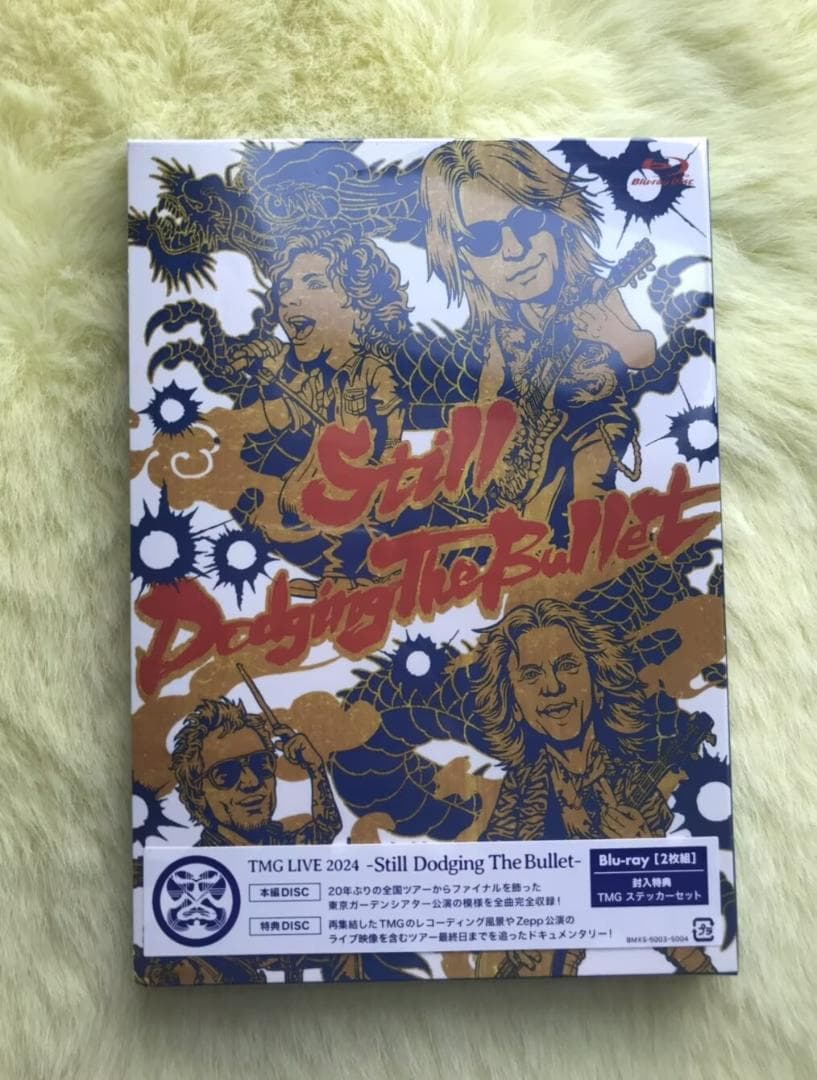 Blu-ray Disc
Still
Dodging The Bullet
TMG LIVE 2024 -Still Dodging The Bullet-
本編DISC
20年ぶりの全国ツアーからファイナルを飾った
東京ガーデンシアター公演の模様を全曲完全収録!
特典DISC
再集結したTMGのレコーディング風景やZepp公演の
ライブ映像を含むツアー最終日までを追ったドキュメンタリー!
Blu-ray [2枚組]
封入特典
TMG ステッカーセット
BMXS-5003~5004
プラ